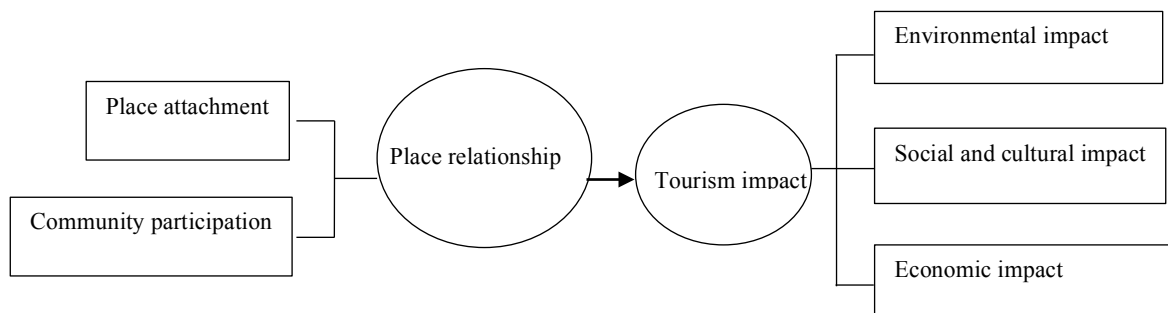 Place attachment
Community participation
Place relationship
Tourism impact
Environmental impact
Social and cultural impact
Economic impact